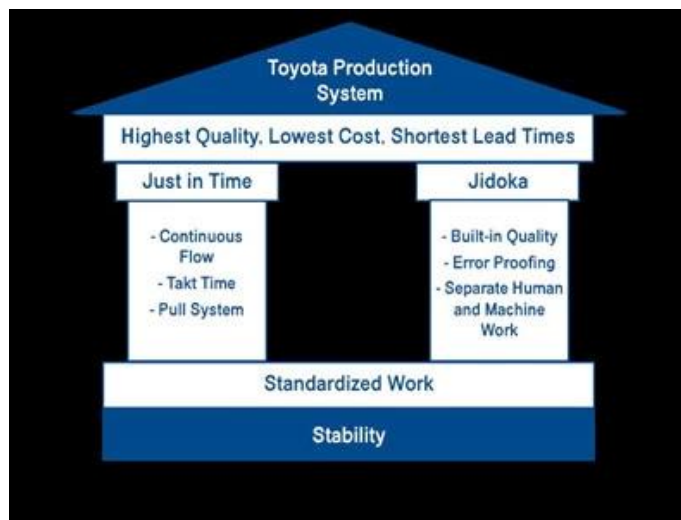 Toyota Production
System
Highest Quality, Lowest Cost, Shortest Lead Times
Just in Time
- Continuous
Flow
- Takt Time
- Pull System
Jidoka
- Built-in Quality
- Error Proofing
- Separate Human
and Machine
Work
Standardized Work
Stability